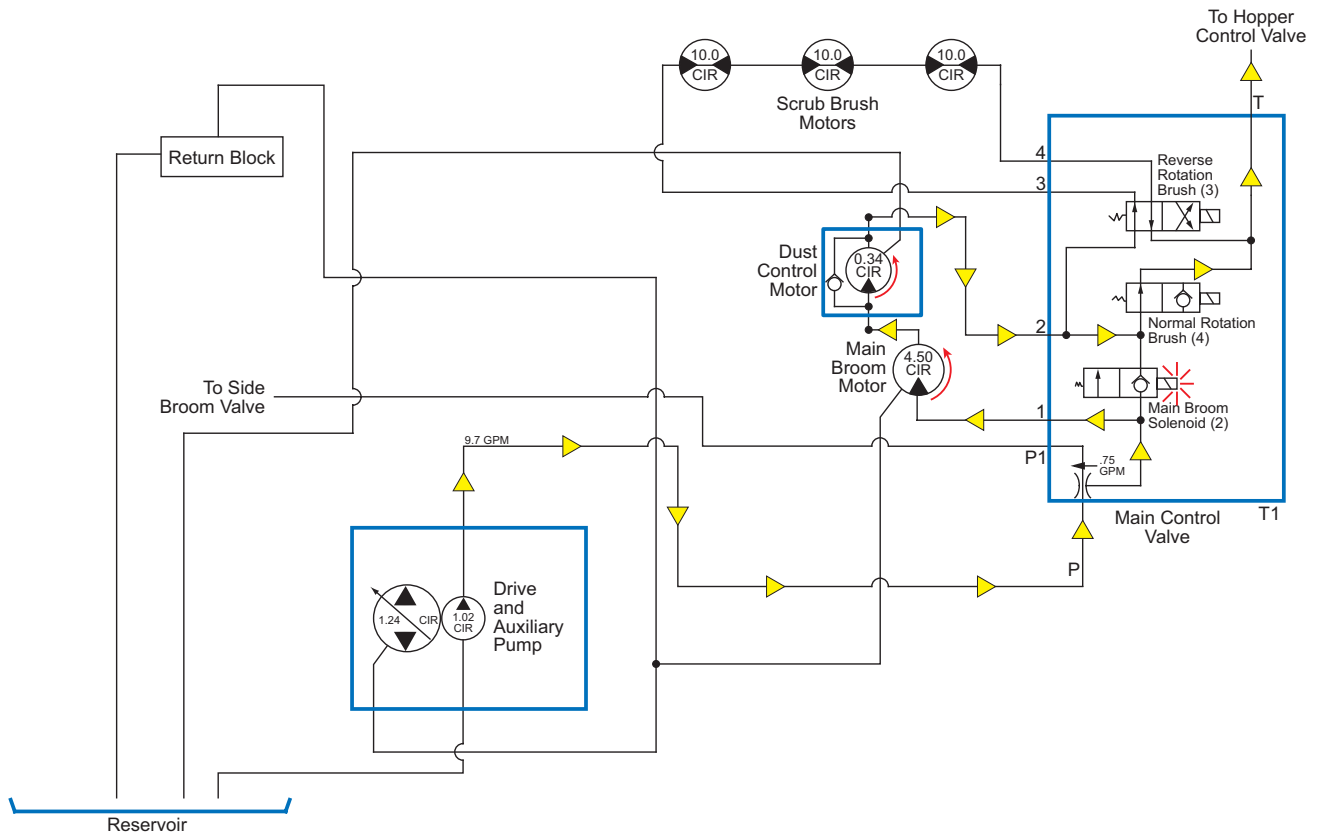 To Hopper
Control Valve
T
10.0
CIR
10.0
CIR
10.0
CIR
Scrub Brush
Motors
Return Block
4
3
Reverse
Rotation
Brush (3)
Dust
Control
Motor
0.34
CIR
2
Normal Rotation
Brush (4)
Main
Broom
Motor
4.50
CIR
To Side
Broom Valve
1
Main Broom
Solenoid (2)
9.7 GPM
P1
.75
GPM
T1
Main Control
Valve
P
Drive
and
Auxiliary
Pump
1.24 CIR
1.02
CIR
Reservoir